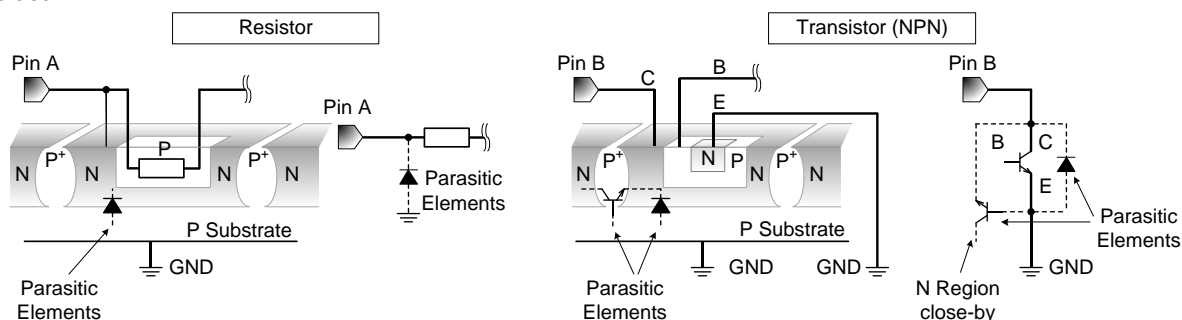 Resistor
Transistor (NPN)
Pin A
Pin A
N
P+
N
P
N
P+
N
Parasitic
Elements
P Substrate
GND
Parasitic
Elements
Pin B
C
B
E
N
P+
N
N
P
N
P+
N
P Substrate
GND
GND
Parasitic
Elements
Pin B
B
C
E
Parasitic
Elements
GND
N Region
close-by